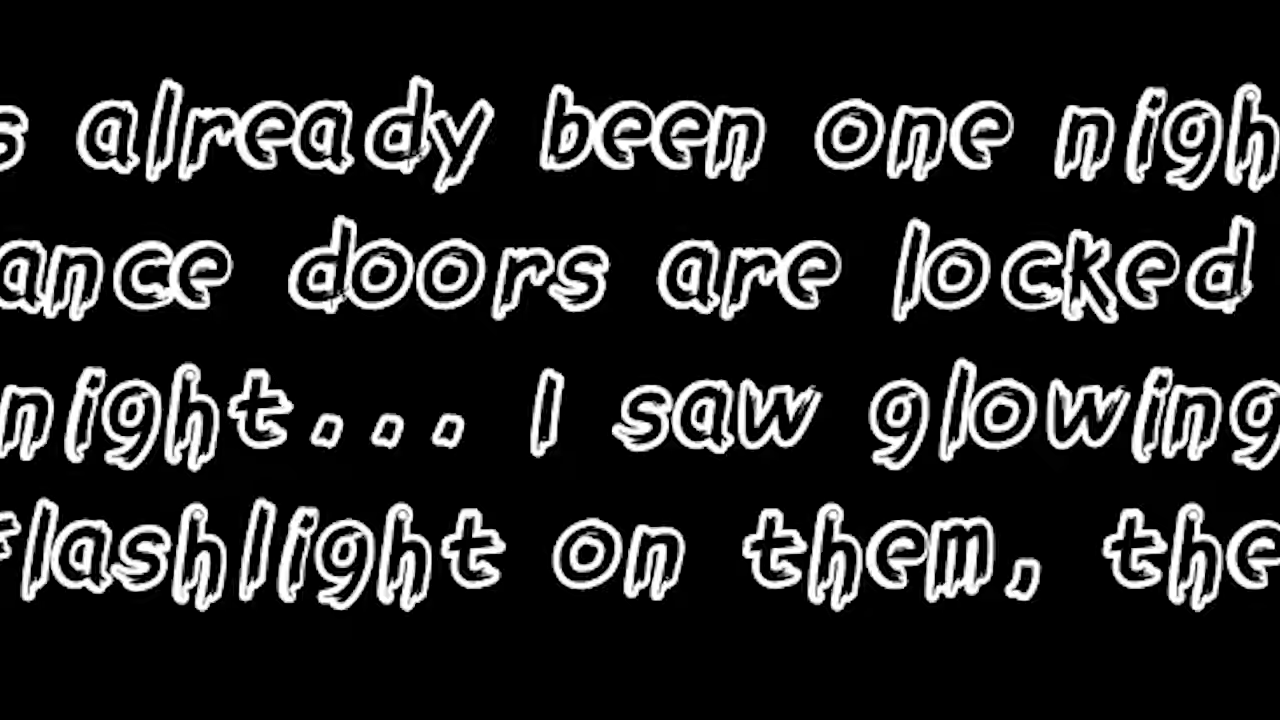 s already been one nigh
ance doors are locked
night... I saw glowing
flashlight on them, the